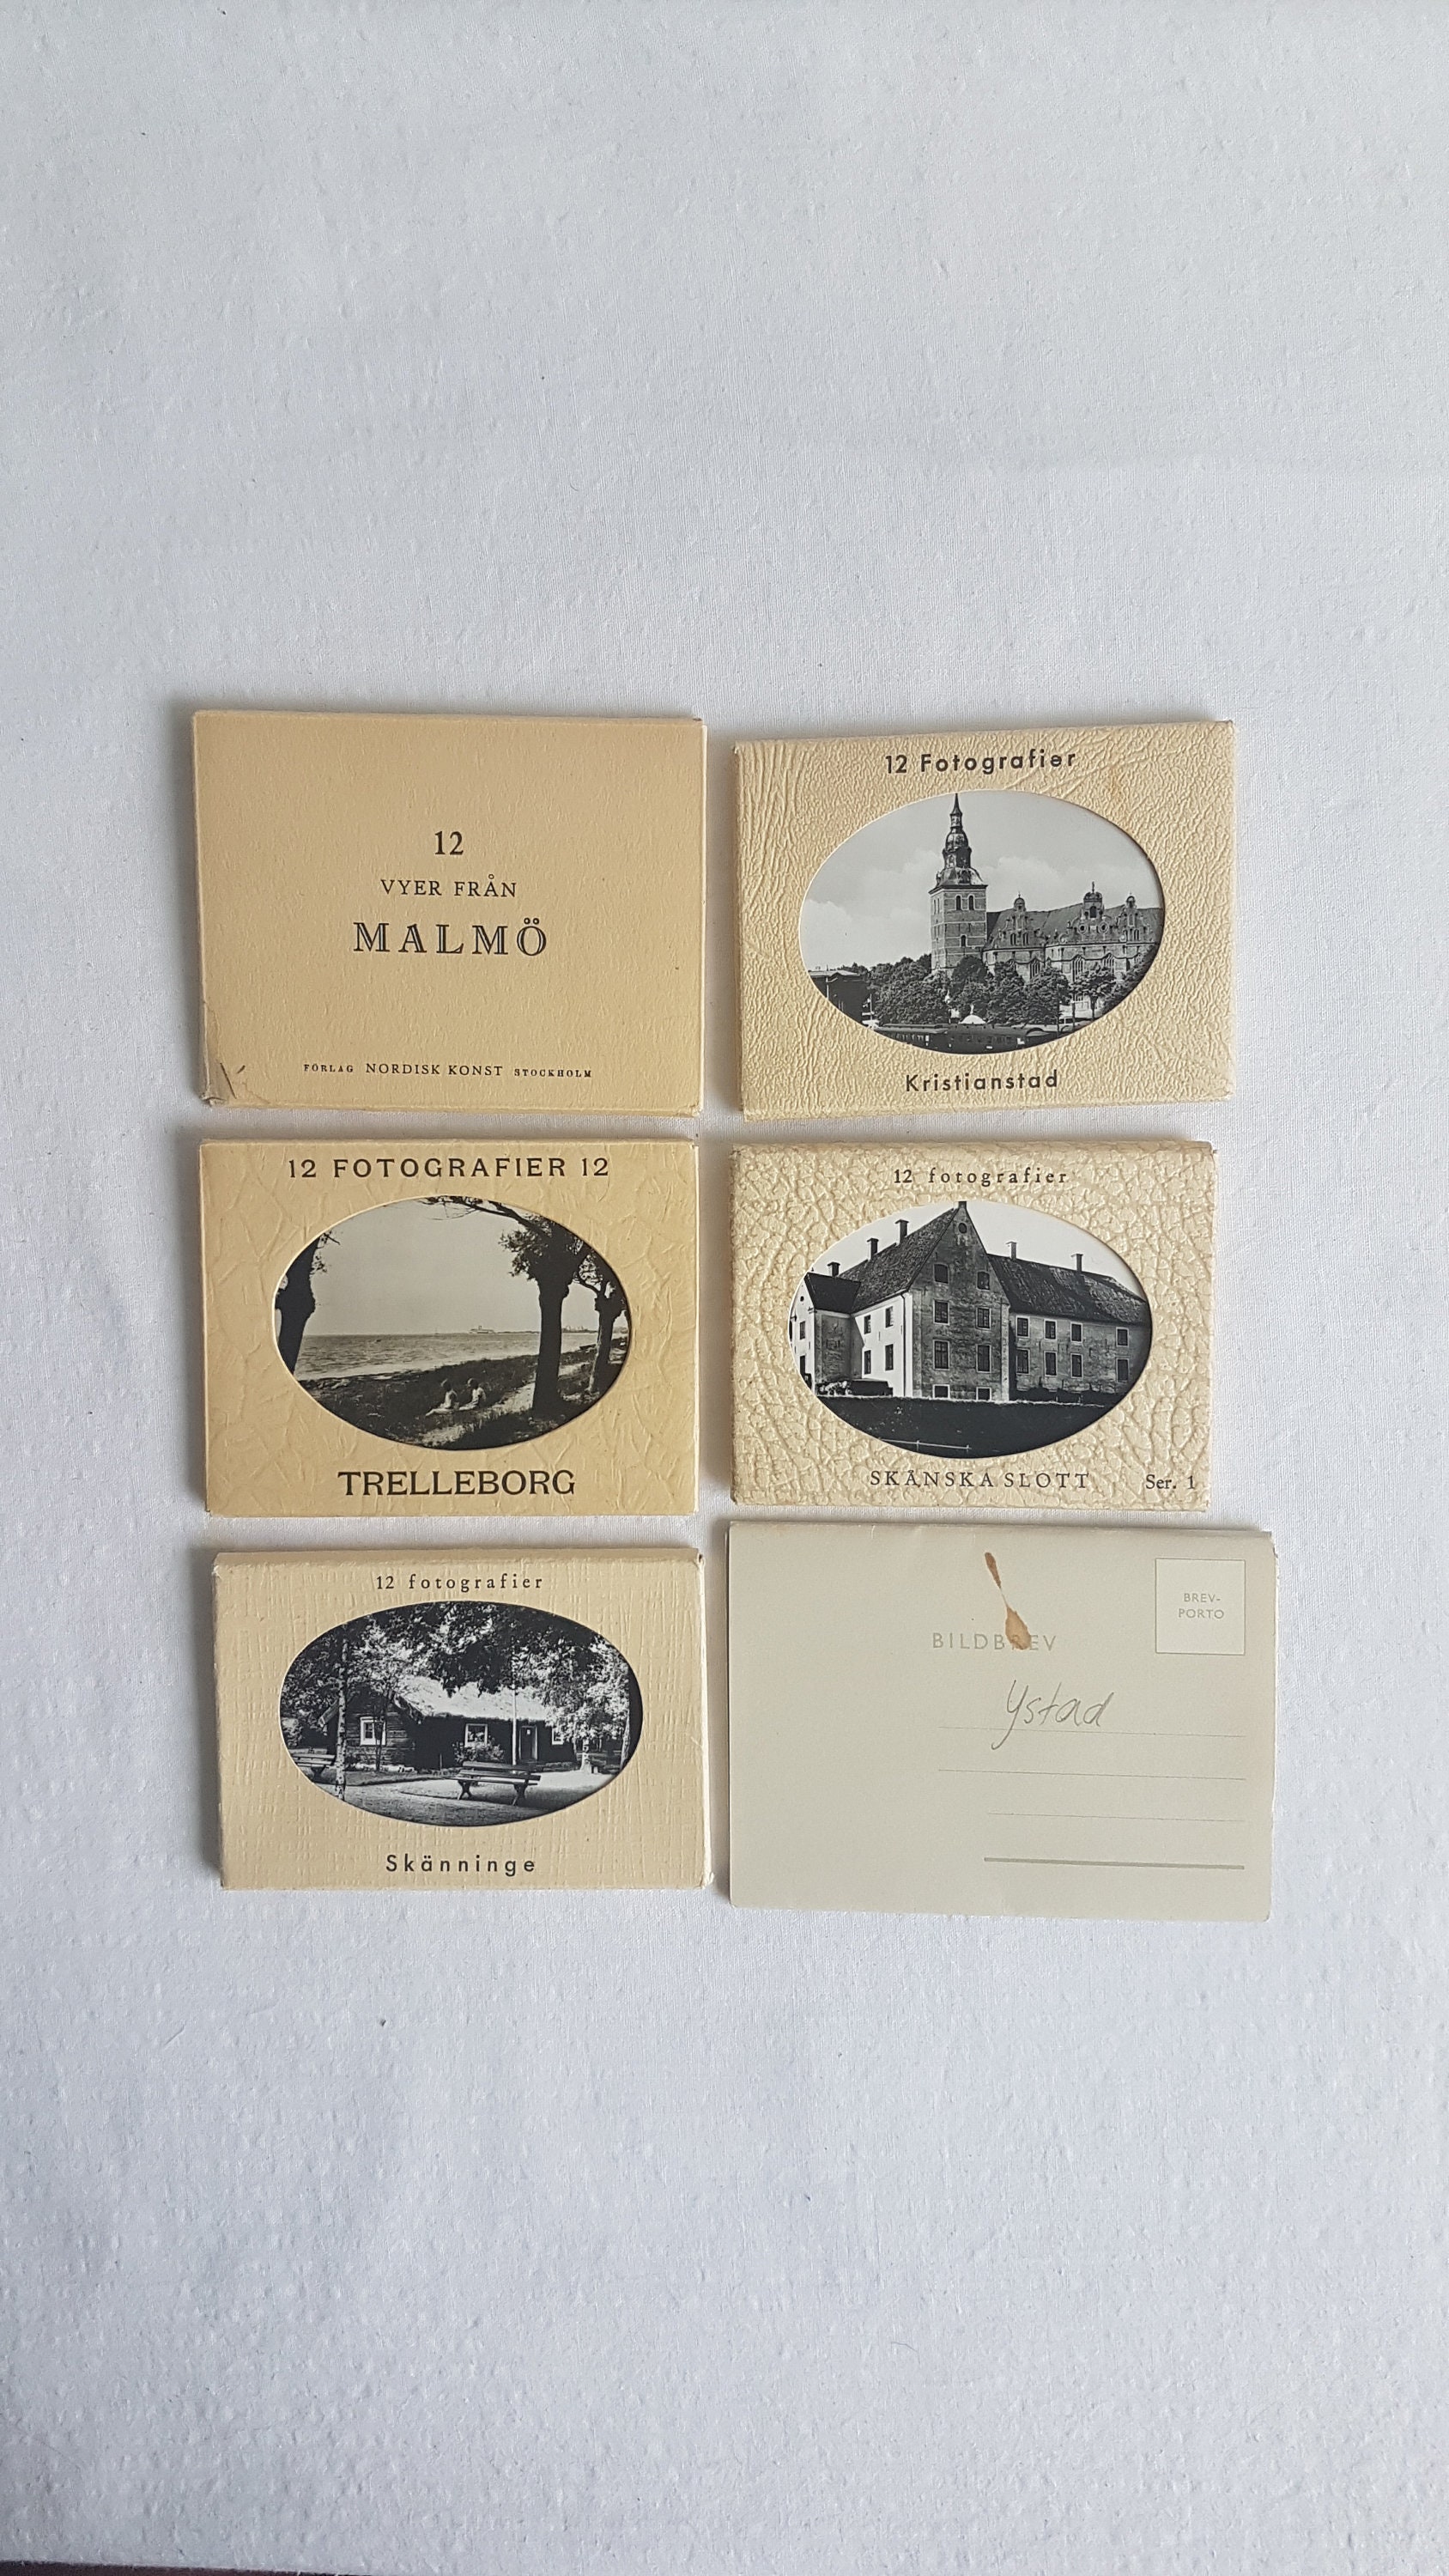 12
VYER FRÅN
MALMÖ
FÖRLAG NORDISK KONST STOCKHOLM
12 Fotografier
Kristianstad
12 FOTOGRAFIER 12
TRELLEBORG
12 fotografier
SKÅNSKA SLOTT Ser. 1
12 fotografier
Skänninge
BREV-
PORTO
BILDBREV
Ystad